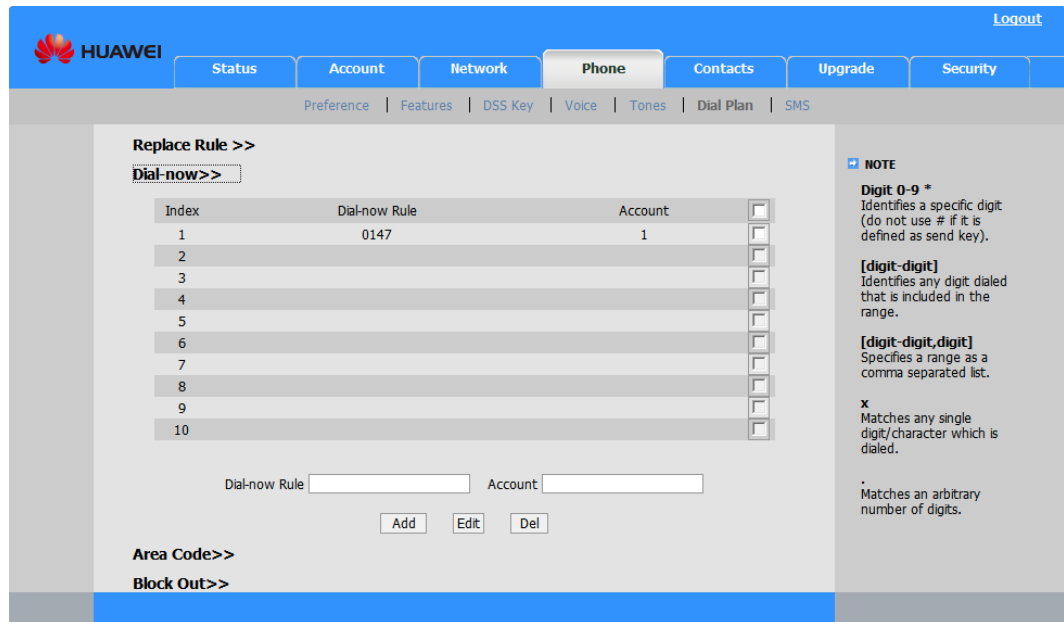 Logout
HUAWEI
Status Account Network Phone Contacts Upgrade Security
Preference | Features | DSS Key | Voice | Tones | Dial Plan | SMS
Replace Rule >>
Dial-now>>
Index Dial-now Rule Account
1 0147 1
2
3
4
5
6
7
8
9
10
Dial-now Rule Account
Add Edit Del
Area Code>>
Block Out>>
NOTE
Digit 0-9 *
Identifies a specific digit
(do not use # if it is
defined as send key).
[digit-digit]
Identifies any digit dialed
that is included in the
range.
[digit-digit,digit]
Specifies a range as a
comma separated list.
x
Matches any single
digit/character which is
dialed.
.
Matches an arbitrary
number of digits.